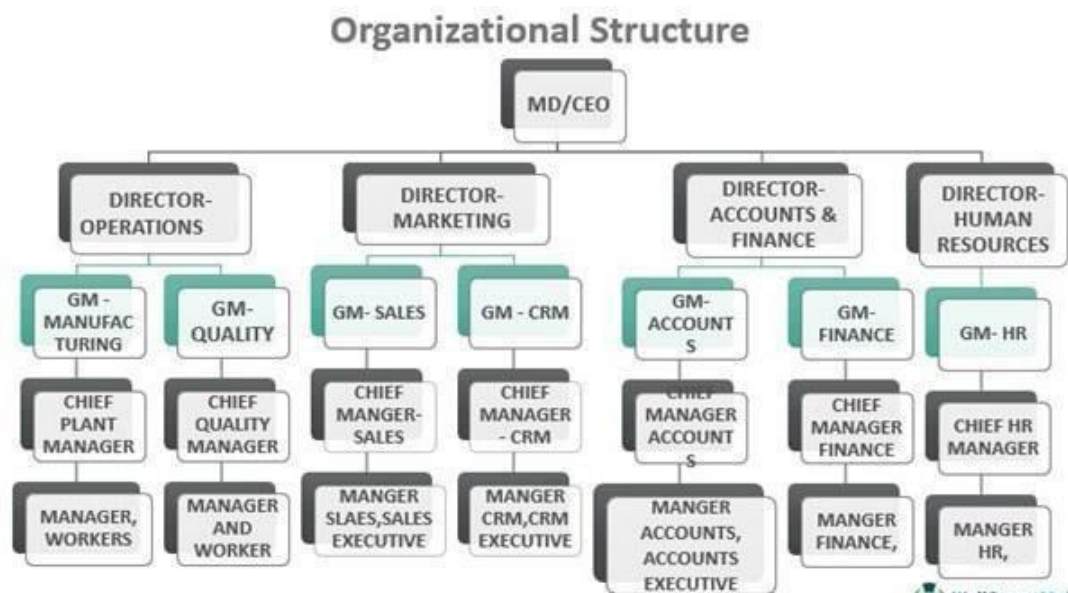 Organizational Structure
MD/CEO
DIRECTOR-
OPERATIONS
DIRECTOR-
MARKETING
DIRECTOR-
ACCOUNTS &
FINANCE
DIRECTOR-
HUMAN
RESOURCES
GM -
MANUFAC
TURING
GM-
QUALITY
GM- SALES
GM - CRM
GM-
ACCOUNT
S
GM-
FINANCE
GM- HR
CHIEF
PLANT
MANAGER
CHIEF
QUALITY
MANAGER
CHIEF
MANGER-
SALES
CHIEF
MANAGER
- CRM
CHIEF
MANAGER
ACCOUNT
S
CHIEF
MANAGER
FINANCE
CHIEF HR
MANAGER
MANAGER,
WORKERS
MANAGER
AND
WORKER
MANGER
SLAES,SALES
EXECUTIVE
MANGER
CRM,CRM
EXECUTIVE
MANGER
ACCOUNTS,
ACCOUNTS
EXECUTIVE
MANGER
FINANCE,
MANGER
HR,